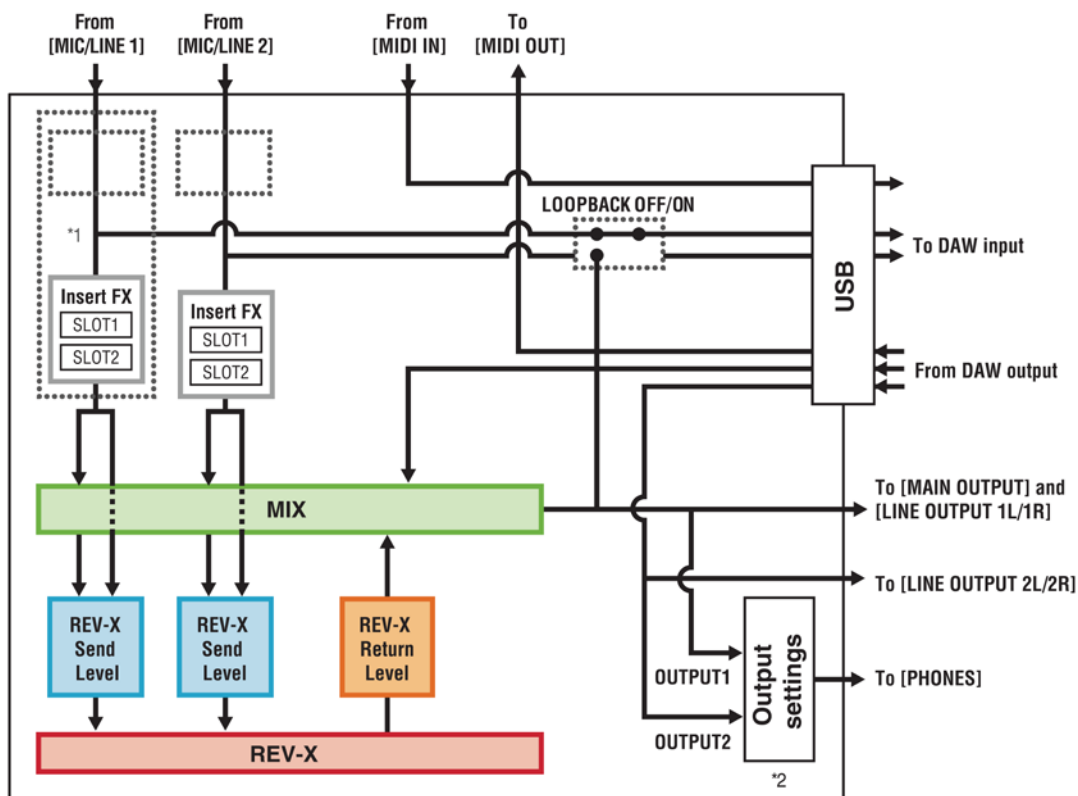 From
[MIC/LINE 1]
From
[MIC/LINE 2]
From
[MIDI IN]
To
[MIDI OUT]
LOOPBACK OFF/ON
*1
USB
To DAW input
Insert FX
SLOT1
SLOT2
Insert FX
SLOT1
SLOT2
From DAW output
MIX
To [MAIN OUTPUT] and
[LINE OUTPUT 1L/1R]
To [LINE OUTPUT 2L/2R]
REV-X
Send
Level
REV-X
Send
Level
REV-X
Return
Level
OUTPUT1
OUTPUT2
Output
settings
To [PHONES]
REV-X
*2